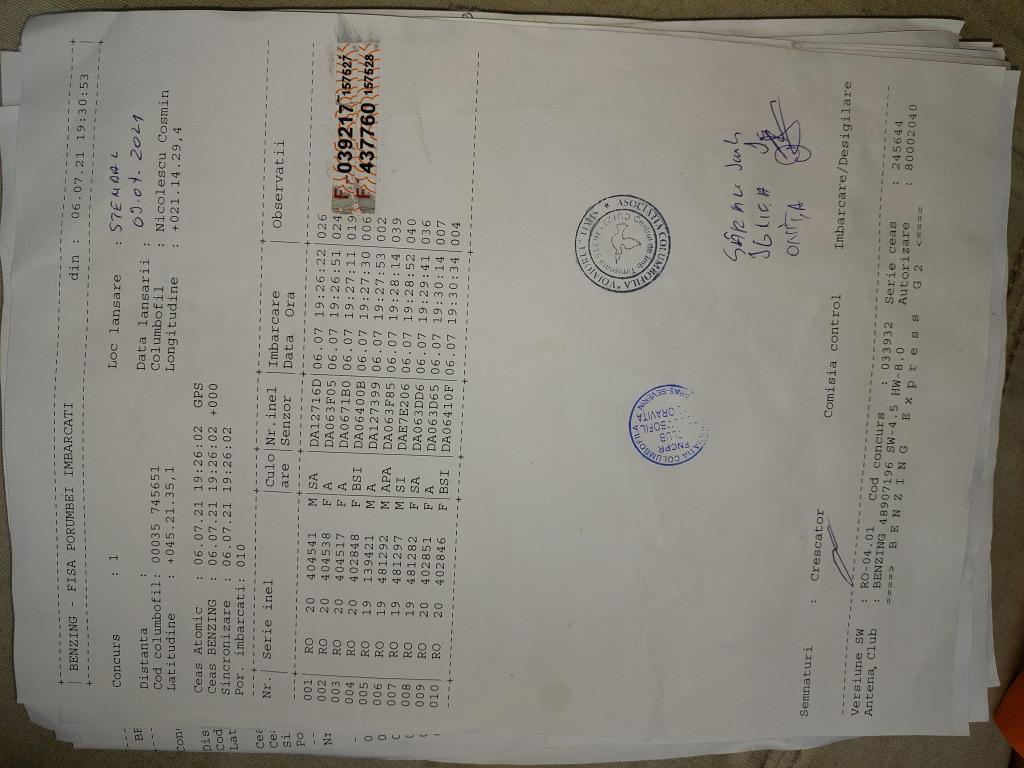 BENZING - FISA PORUMBEI IMBARCATI din : 06.07.21 19:30:53
Concurs : 1 Loc lansare : STENDAL
Distanta : Data lansarii : 09.07.2021
Cod columbofil: 00035 745651 Columbofil : Nicolescu Cosmin
Latitudine : +045.21.35,1 Longitudine : +021.14.29,4
Ceas Atomic : 06.07.21 19:26:02 GPS
Ceas BENZING : 06.07.21 19:26:02 +000
Sincronizare : 06.07.21 19:26:02
Por. Imbarcati: 010
Nr. | Serie inel | Culo | Nr.inel | Imbarcare | Observatii
are | Senzor | Data Ora
001 RO 20 404541 M SA DA12716D 06.07 19:26:22 026
002 RO 20 404538 F A DA063F05 06.07 19:26:51 024
003 RO 20 404517 F A DA0671B0 06.07 19:27:11 019
004 RO 20 402848 F BSI DA06400B 06.07 19:27:30 006
005 RO 19 139421 M A DA127399 06.07 19:27:53 002
006 RO 19 481292 M APA DA063F85 06.07 19:28:14 039
007 RO 19 481297 M SI DAE7E206 06.07 19:28:52 040
008 RO 19 481282 F SA DA063DD6 06.07 19:29:41 036
009 RO 20 402851 F A DA063D65 06.07 19:30:14 007
010 RO 20 402846 F BSI DA06410F 06.07 19:30:34 004
F 039217 157527
F 437760 157528
ASOCIATIA COLUMBOFILA "VOIAJORUL" TIMIS
Semnaturi : Crescator Comisia control Imbarcare/Desigilare
Versiune SW : RO-04.01 Cod concurs : 033932 Serie ceas : 245644
Antena Club : BENZING 48907196 SW-4.5 HW-8.0 Autorizare : 80002040
====> B E N Z I N G E x p r e s s G 2 <====